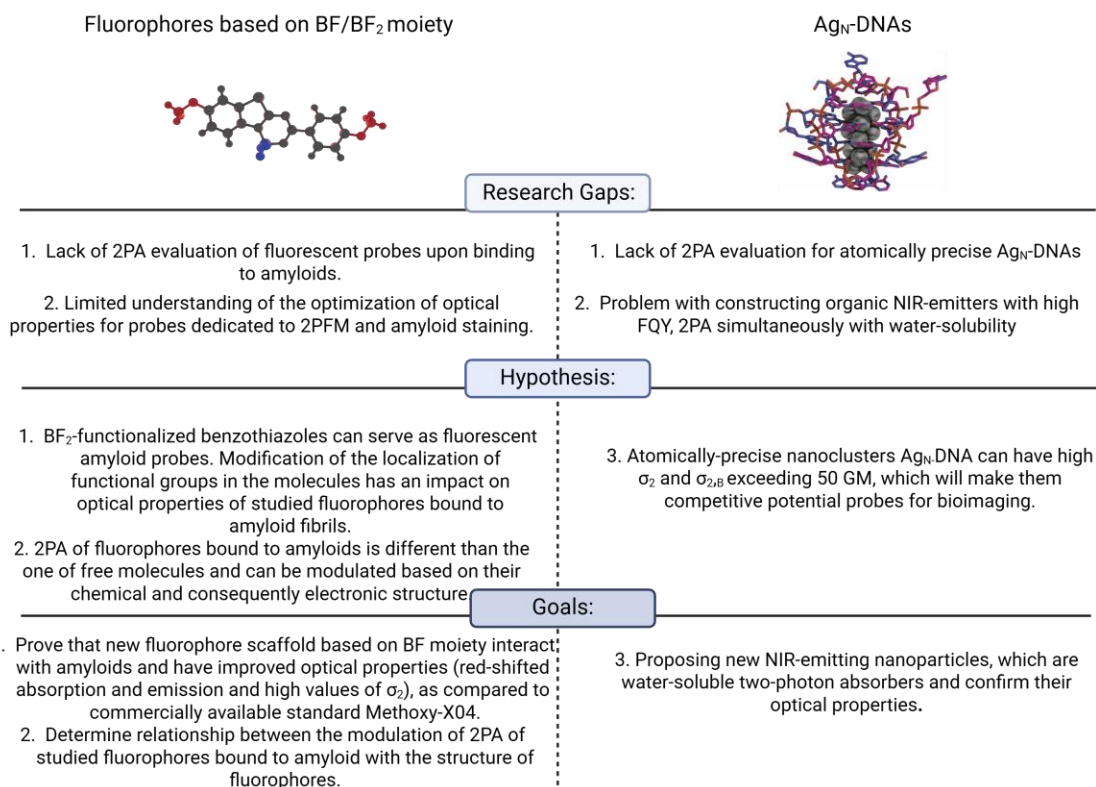 Fluorophores based on BF/BF₂ moiety
Ag_N-DNAs
Research Gaps:
1. Lack of 2PA evaluation of fluorescent probes upon binding
to amyloids.
2. Limited understanding of the optimization of optical
properties for probes dedicated to 2PFM and amyloid staining.
1. Lack of 2PA evaluation for atomically precise Ag_N-DNAs
2. Problem with constructing organic NIR-emitters with high
FQY, 2PA simultaneously with water-solubility
Hypothesis:
1. BF₂-functionalized benzothiazoles can serve as fluorescent
amyloid probes. Modification of the localization of
functional groups in the molecules has an impact on
optical properties of studied fluorophores bound to
amyloid fibrils.
2. 2PA of fluorophores bound to amyloids is different than the
one of free molecules and can be modulated based on their
chemical and consequently electronic structure
3. Atomically-precise nanoclusters Ag_N-DNA can have high
σ₂ and σ₂,B exceeding 50 GM, which will make them
competitive potential probes for bioimaging.
Goals:
. Prove that new fluorophore scaffold based on BF moiety interact
with amyloids and have improved optical properties (red-shifted
absorption and emission and high values of σ₂), as compared to
commercially available standard Methoxy-X04.
2. Determine relationship between the modulation of 2PA of
studied fluorophores bound to amyloid with the structure of
fluorophores.
3. Proposing new NIR-emitting nanoparticles, which are
water-soluble two-photon absorbers and confirm their
optical properties.